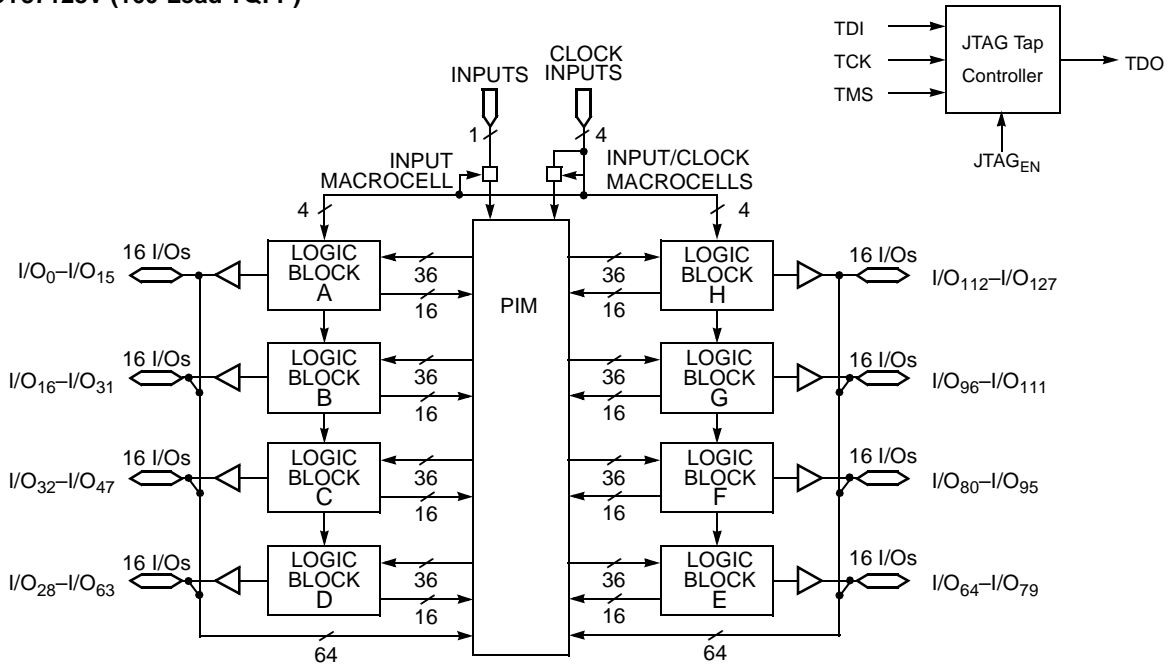 TDI
TCK
TMS
JTAG Tap
Controller
TDO
JTAGEN
INPUTS
CLOCK
INPUTS
1
4
INPUT
MACROCELL
INPUT/CLOCK
MACROCELLS
4
4
I/O0–I/O15
16 I/Os
LOGIC
BLOCK
A
36
16
PIM
36
16
LOGIC
BLOCK
H
16 I/Os
I/O112–I/O127
I/O16–I/O31
16 I/Os
LOGIC
BLOCK
B
36
16
36
16
LOGIC
BLOCK
G
16 I/Os
I/O96–I/O111
I/O32–I/O47
16 I/Os
LOGIC
BLOCK
C
36
16
36
16
LOGIC
BLOCK
F
16 I/Os
I/O80–I/O95
I/O28–I/O63
16 I/Os
LOGIC
BLOCK
D
36
16
36
16
LOGIC
BLOCK
E
16 I/Os
I/O64–I/O79
64
64